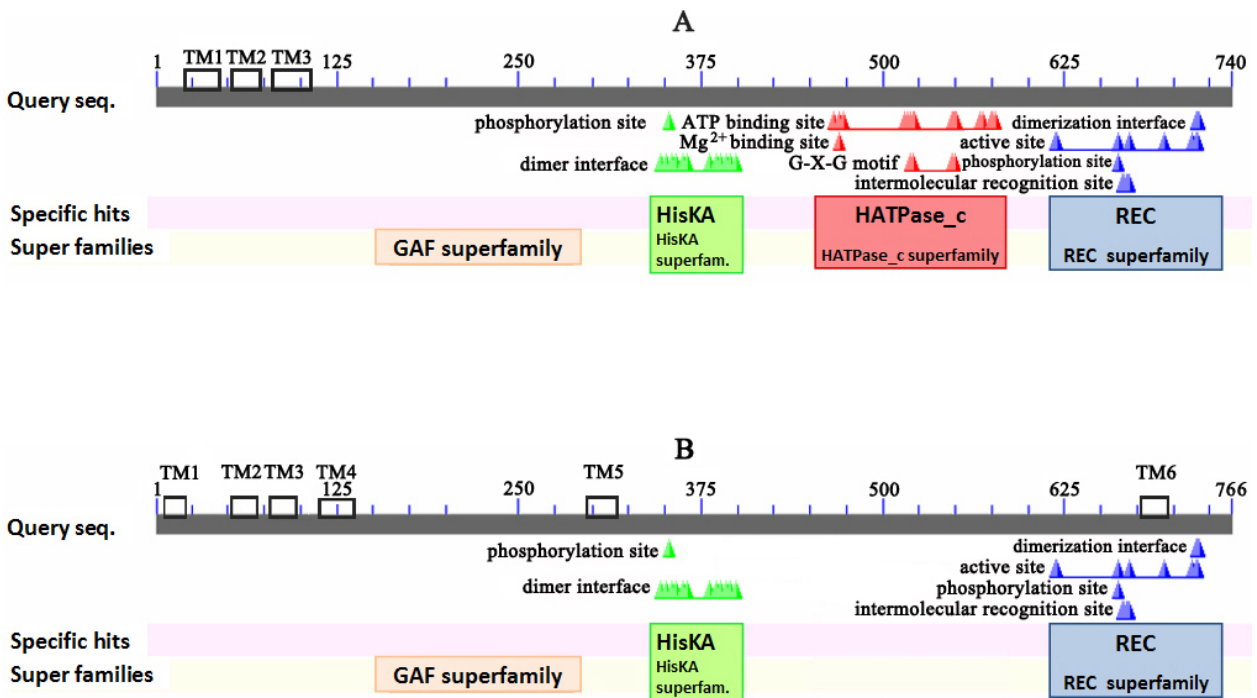 A
TM1 TM2 TM3
1 125 250 375 500 625 740
Query seq.
phosphorylation site ATP binding site dimerization interface
Mg2+ binding site active site
dimer interface G-X-G motif phosphorylation site
intermolecular recognition site
Specific hits HisKA HATPase_c REC
Super families GAF superfamily HisKA superfam. HATPase_c superfamily REC superfamily
B
TM1 TM2 TM3 TM4 TM5 TM6
1 125 250 375 500 625 766
Query seq.
phosphorylation site dimerization interface
active site
dimer interface phosphorylation site
intermolecular recognition site
Specific hits HisKA REC
Super families GAF superfamily HisKA superfam. REC superfamily